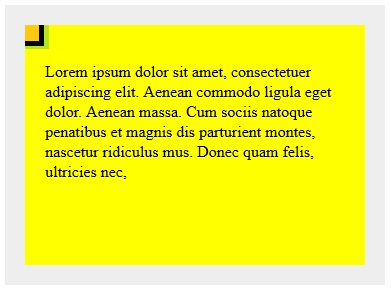 Lorem ipsum dolor sit amet, consectetuer
adipiscing elit. Aenean commodo ligula eget
dolor. Aenean massa. Cum sociis natoque
penatibus et magnis dis parturient montes,
nascetur ridiculus mus. Donec quam felis,
ultricies nec,